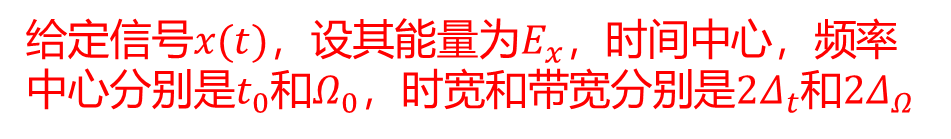 给定信号x(t)，设其能量为Eₓ，时间中心，频率
中心分别是t₀和Ω₀，时宽和带宽分别是2Δₜ和2Δ_Ω